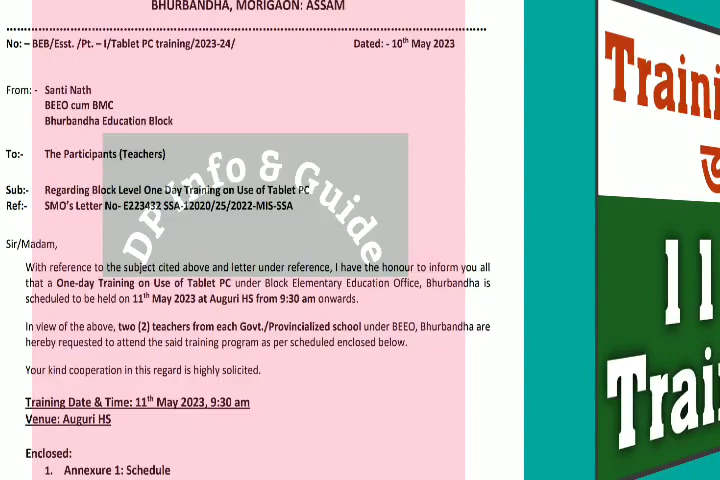 BHURBANDHA, MORIGAON: ASSAM
No: – BEB/Esst. /Pt. – I/Tablet PC training/2023-24/ Dated: - 10th May 2023
From: - Santi Nath
BEEO cum BMC
Bhurbandha Education Block
To:- The Participants (Teachers)
Sub:- Regarding Block Level One Day Training on Use of Tablet PC
Ref:- SMO's Letter No- E223432 SSA-12020/25/2022-MIS-SSA
DP Info & Guide
Sir/Madam,
With reference to the subject cited above and letter under reference, I have the honour to inform you all
that a One-day Training on Use of Tablet PC under Block Elementary Education Office, Bhurbandha is
scheduled to be held on 11th May 2023 at Auguri HS from 9:30 am onwards.
In view of the above, two (2) teachers from each Govt./Provincialized school under BEEO, Bhurbandha are
hereby requested to attend the said training program as per scheduled enclosed below.
Your kind cooperation in this regard is highly solicited.
Training Date & Time: 11th May 2023, 9:30 am
Venue: Auguri HS
Enclosed:
1. Annexure 1: Schedule
Traini
11
Train